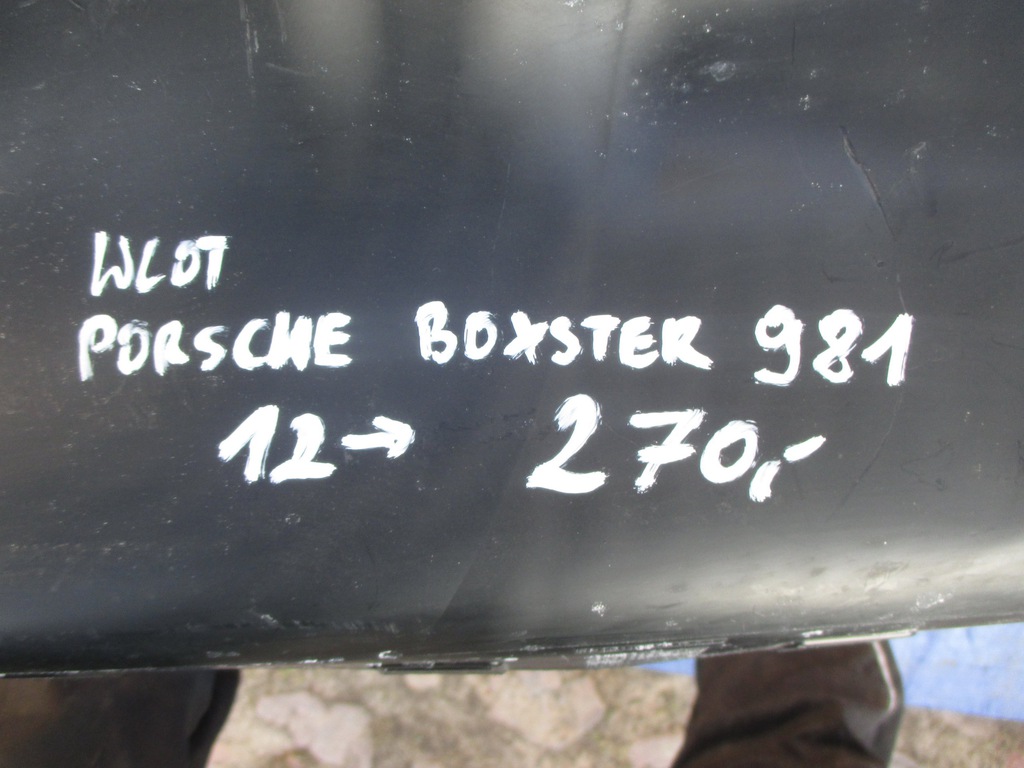 WLOT
PORSCHE BOXSTER 981
12→ 270,-